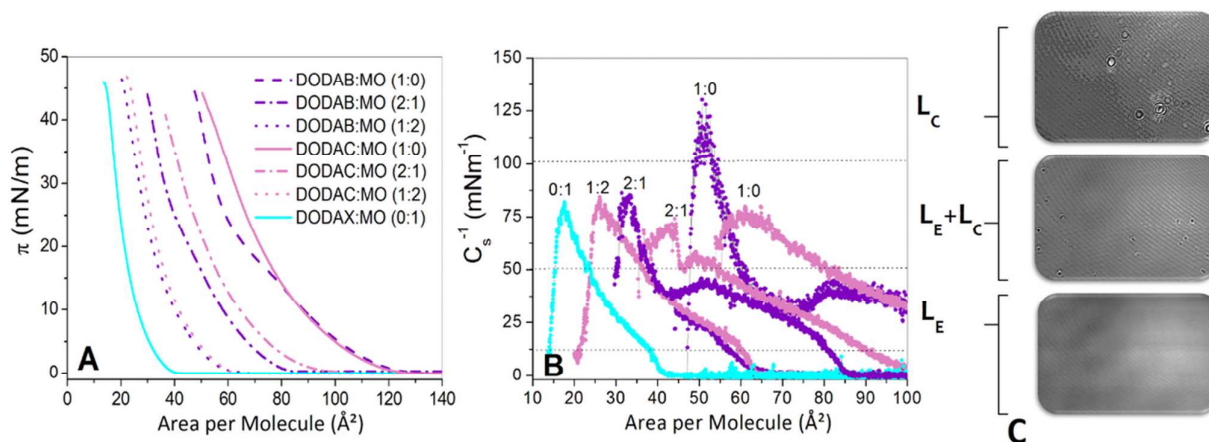 50
40
30
20
10
0
π (mN/m)
DODAB:MO (1:0)
DODAB:MO (2:1)
DODAB:MO (1:2)
DODAC:MO (1:0)
DODAC:MO (2:1)
DODAC:MO (1:2)
DODAX:MO (0:1)
A
0 20 40 60 80 100 120 140
Area per Molecule (Å²)
150
125
100
75
50
25
0
Cs⁻¹ (mNm⁻¹)
1:0
0:1
1:2
2:1
2:1
1:0
B
10 20 30 40 50 60 70 80 90 100
Area per Molecule (Å²)
C
LC
LE+LC
LE